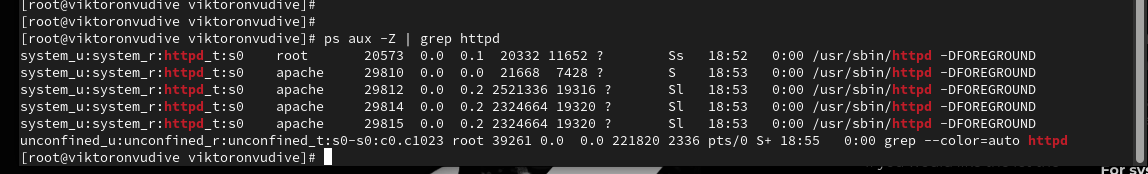 [root@viktoronvudive viktoronvudive]#
[root@viktoronvudive viktoronvudive]#
[root@viktoronvudive viktoronvudive]# ps aux -Z | grep httpd
system_u:system_r:httpd_t:s0    root       20573  0.0  0.1  20332 11652 ?        Ss   18:52   0:00 /usr/sbin/httpd -DFOREGROUND
system_u:system_r:httpd_t:s0    apache     29810  0.0  0.0  21668  7428 ?        S    18:53   0:00 /usr/sbin/httpd -DFOREGROUND
system_u:system_r:httpd_t:s0    apache     29812  0.0  0.2 2521336 19316 ?       Sl   18:53   0:00 /usr/sbin/httpd -DFOREGROUND
system_u:system_r:httpd_t:s0    apache     29814  0.0  0.2 2324664 19320 ?       Sl   18:53   0:00 /usr/sbin/httpd -DFOREGROUND
system_u:system_r:httpd_t:s0    apache     29815  0.0  0.2 2324664 19320 ?       Sl   18:53   0:00 /usr/sbin/httpd -DFOREGROUND
unconfined_u:unconfined_r:unconfined_t:s0-s0:c0.c1023 root 39261 0.0  0.0 221820 2336 pts/0 S+ 18:55   0:00 grep --color=auto httpd
[root@viktoronvudive viktoronvudive]#